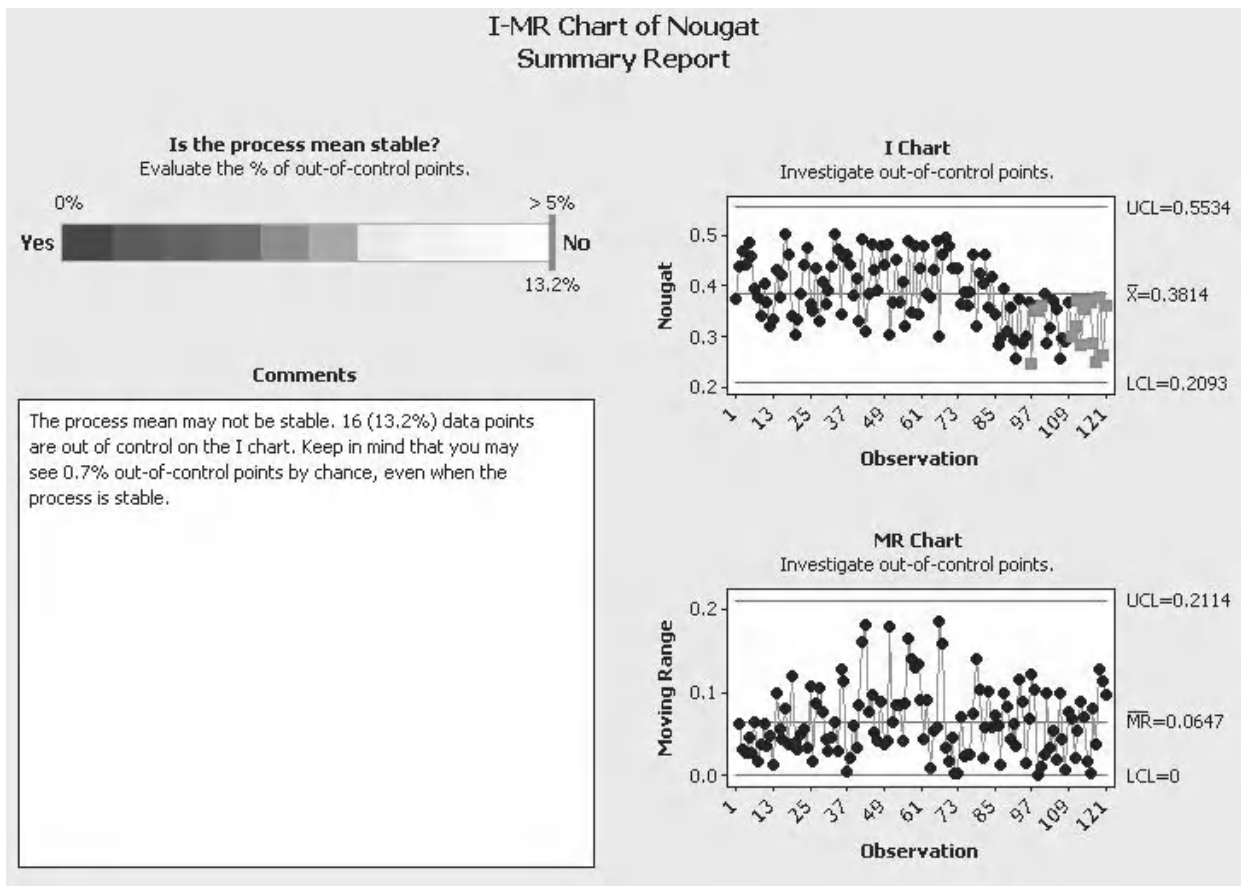 I-MR Chart of Nougat
Summary Report
Is the process mean stable?
Evaluate the % of out-of-control points.
0%
> 5%
Yes
No
13.2%
Comments
The process mean may not be stable. 16 (13.2%) data points
are out of control on the I chart. Keep in mind that you may
see 0.7% out-of-control points by chance, even when the
process is stable.
I Chart
Investigate out-of-control points.
UCL=0.5534
X̄=0.3814
LCL=0.2093
Nougat
0.5
0.4
0.3
0.2
1 13 25 37 49 61 73 85 97 109 121
Observation
MR Chart
Investigate out-of-control points.
UCL=0.2114
M̅R̅=0.0647
LCL=0
Moving Range
0.2
0.1
0.0
1 13 25 37 49 61 73 85 97 109 121
Observation